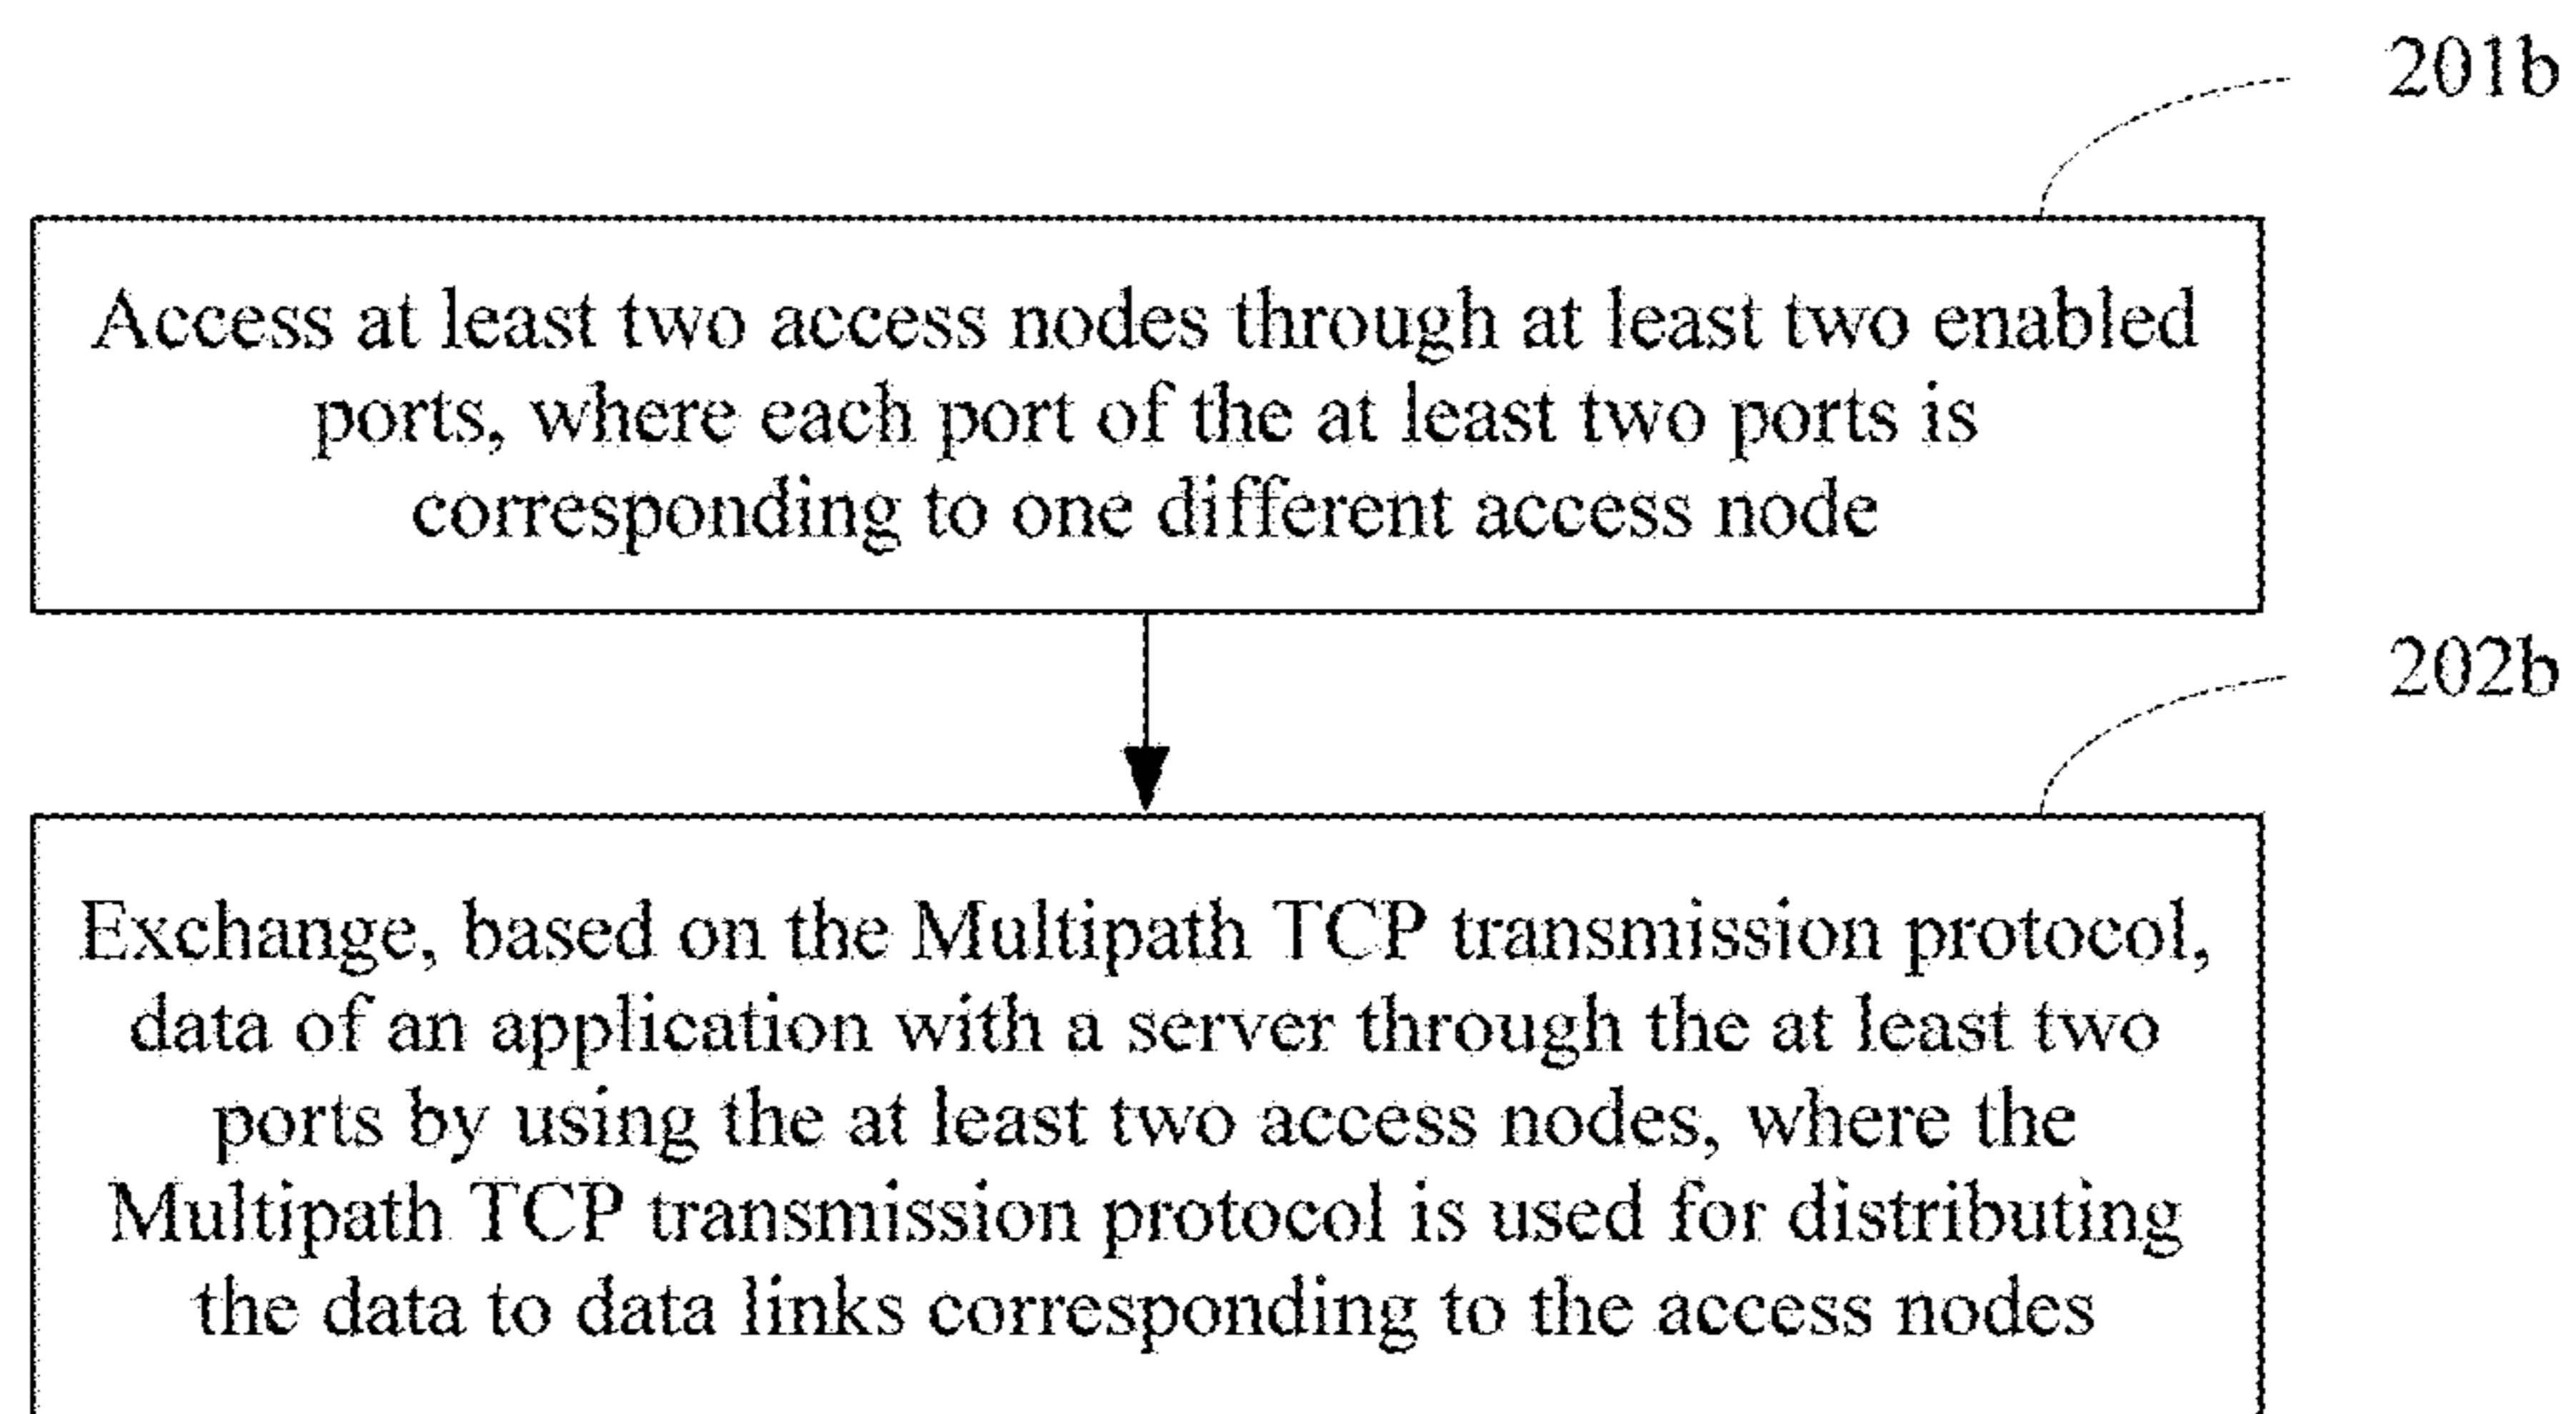 201b
Access at least two access nodes through at least two enabled
ports, where each port of the at least two ports is
corresponding to one different access node
202b
Exchange, based on the Multipath TCP transmission protocol,
data of an application with a server through the at least two
ports by using the at least two access nodes, where the
Multipath TCP transmission protocol is used for distributing
the data to data links corresponding to the access nodes